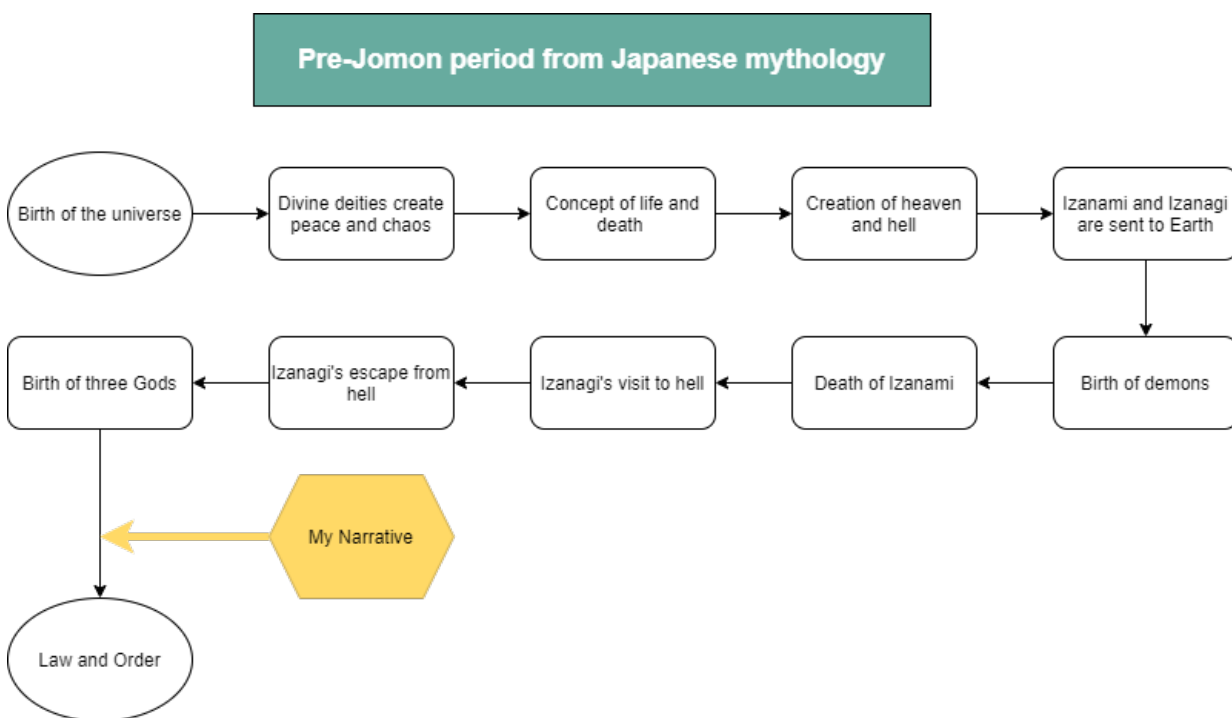 Pre-Jomon period from Japanese mythology
Birth of the universe
Divine deities create
peace and chaos
Concept of life and
death
Creation of heaven
and hell
Izanami and Izanagi
are sent to Earth
Birth of demons
Death of Izanami
Izanagi's visit to hell
Izanagi's escape from
hell
Birth of three Gods
My Narrative
Law and Order